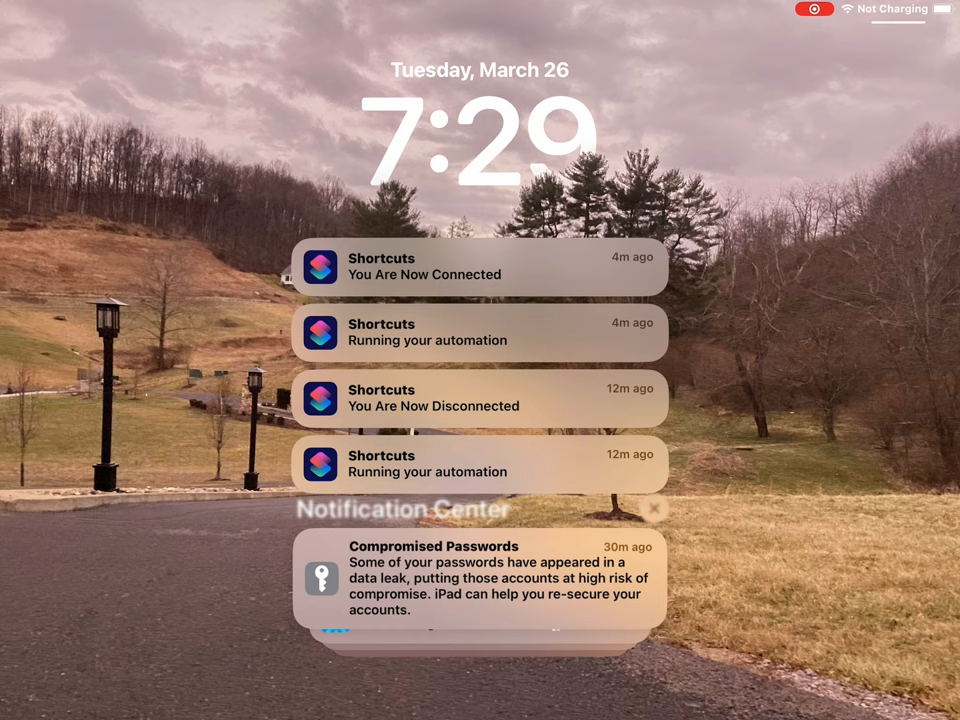 Not Charging
Tuesday, March 26
7:29
Shortcuts 4m ago
You Are Now Connected
Shortcuts 4m ago
Running your automation
Shortcuts 12m ago
You Are Now Disconnected
Shortcuts 12m ago
Running your automation
Notification Center
Compromised Passwords 30m ago
Some of your passwords have appeared in a
data leak, putting those accounts at high risk of
compromise. iPad can help you re-secure your
accounts.